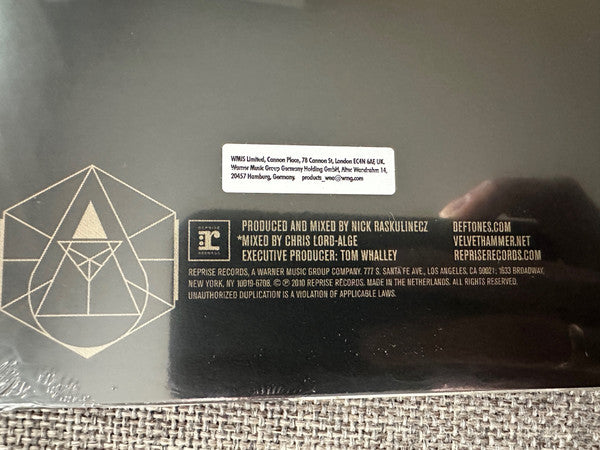 WMIS Limited, Cannon Place, 78 Cannon St, London EC4N 6AE UK.
Warner Music Group Germany Holding GmbH, Alter Wandrahm 14,
20457 Hamburg, Germany. products_wea@wmg.com
REPRISE
r
RECORDS
PRODUCED AND MIXED BY NICK RASKULINECZ
*MIXED BY CHRIS LORD-ALGE
EXECUTIVE PRODUCER: TOM WHALLEY
DEFTONES.COM
VELVETHAMMER.NET
REPRISERECORDS.COM
REPRISE RECORDS, A WARNER MUSIC GROUP COMPANY. 777 S. SANTA FE AVE., LOS ANGELES, CA 90021; 1633 BROADWAY,
NEW YORK, NY 10019-6708. © ℗ 2010 REPRISE RECORDS. MADE IN THE NETHERLANDS. ALL RIGHTS RESERVED.
UNAUTHORIZED DUPLICATION IS A VIOLATION OF APPLICABLE LAWS.